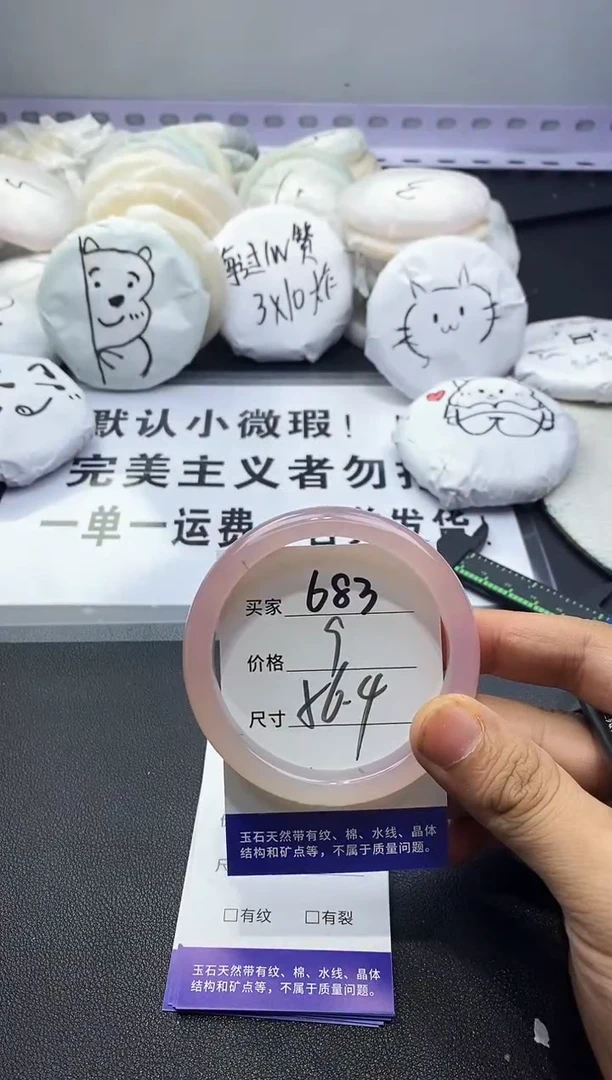 每过1W赞
3X10大
默认小微瑕！
完美主义者勿
一单一运费
发货
买家 683
价格
尺寸 56.4
玉石天然带有纹、棉、水线、晶体
结构和矿点等，不属于质量问题。
尺
□有纹 □有裂
玉石天然带有纹、棉、水线、晶体
结构和矿点等，不属于质量问题。